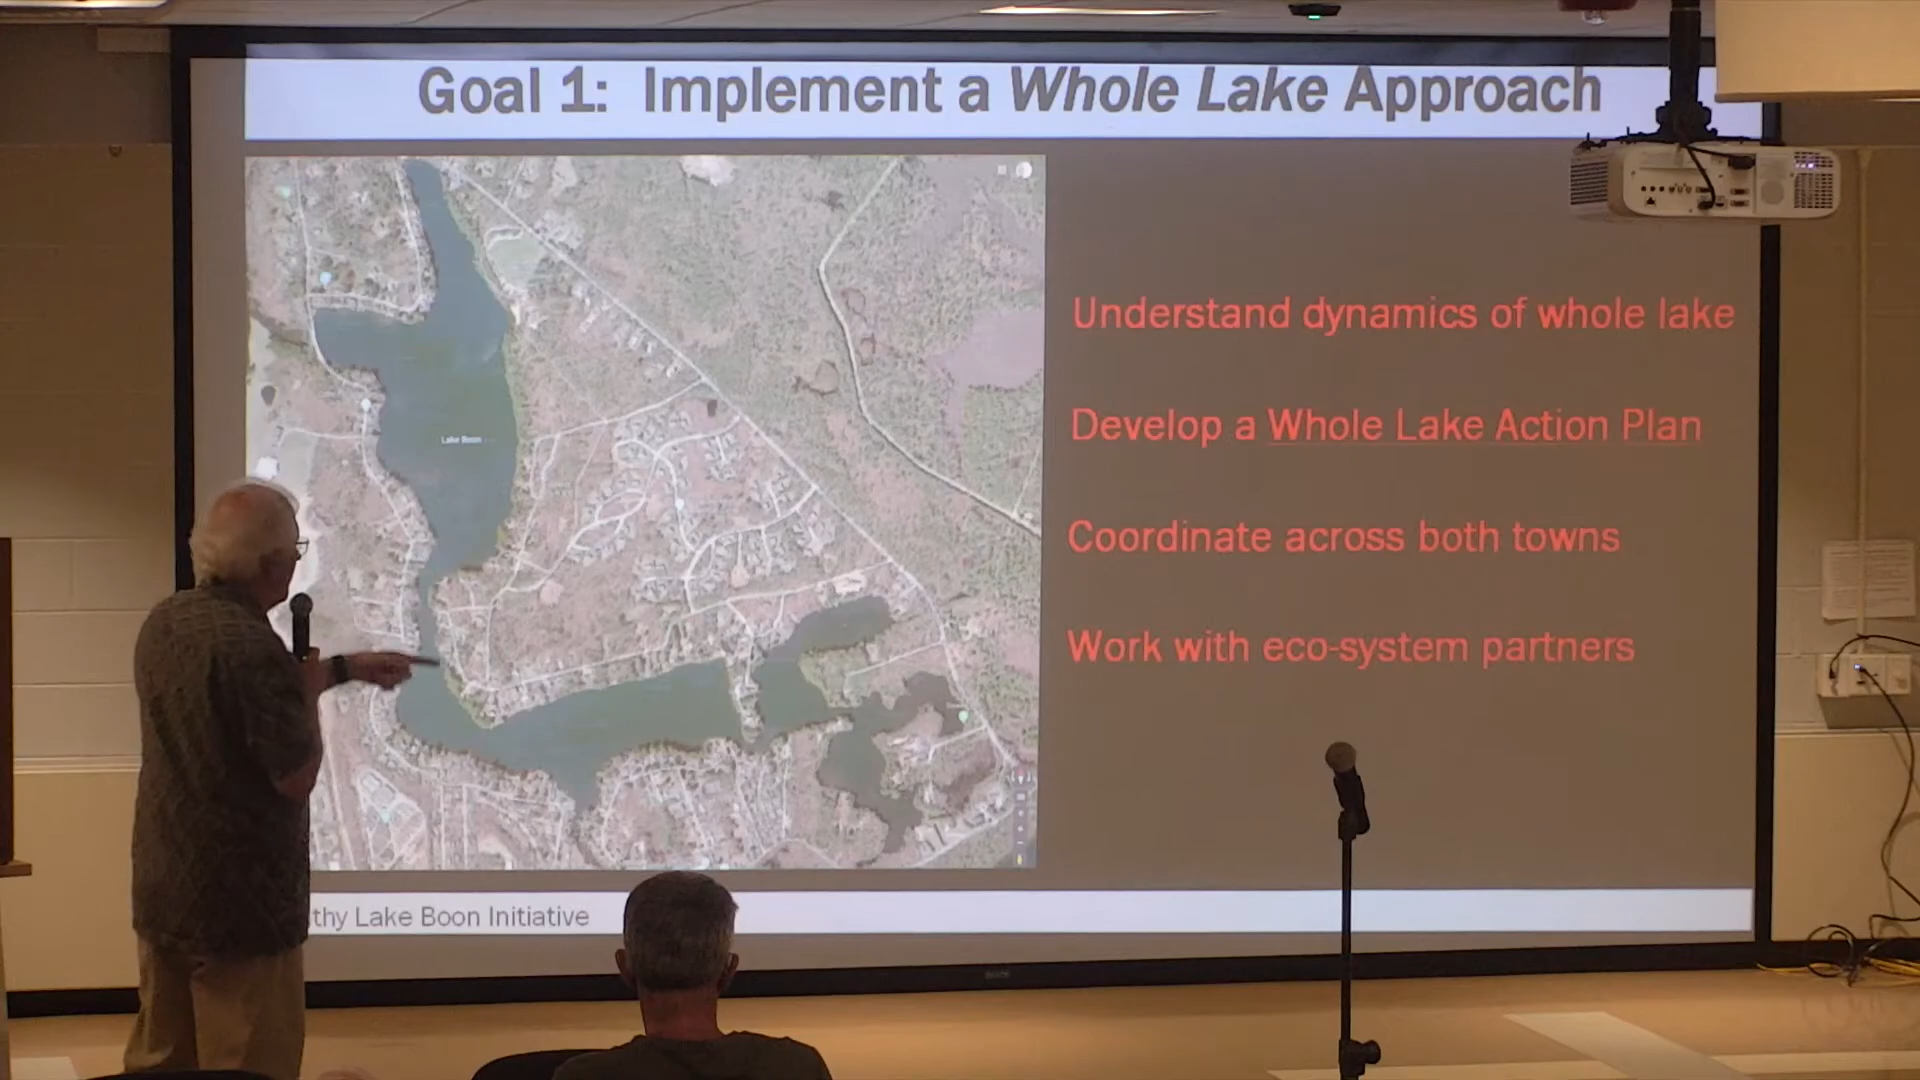 Goal 1: Implement a Whole Lake Approach
Lake Boon
Understand dynamics of whole lake
Develop a Whole Lake Action Plan
Coordinate across both towns
Work with eco-system partners
thy Lake Boon Initiative